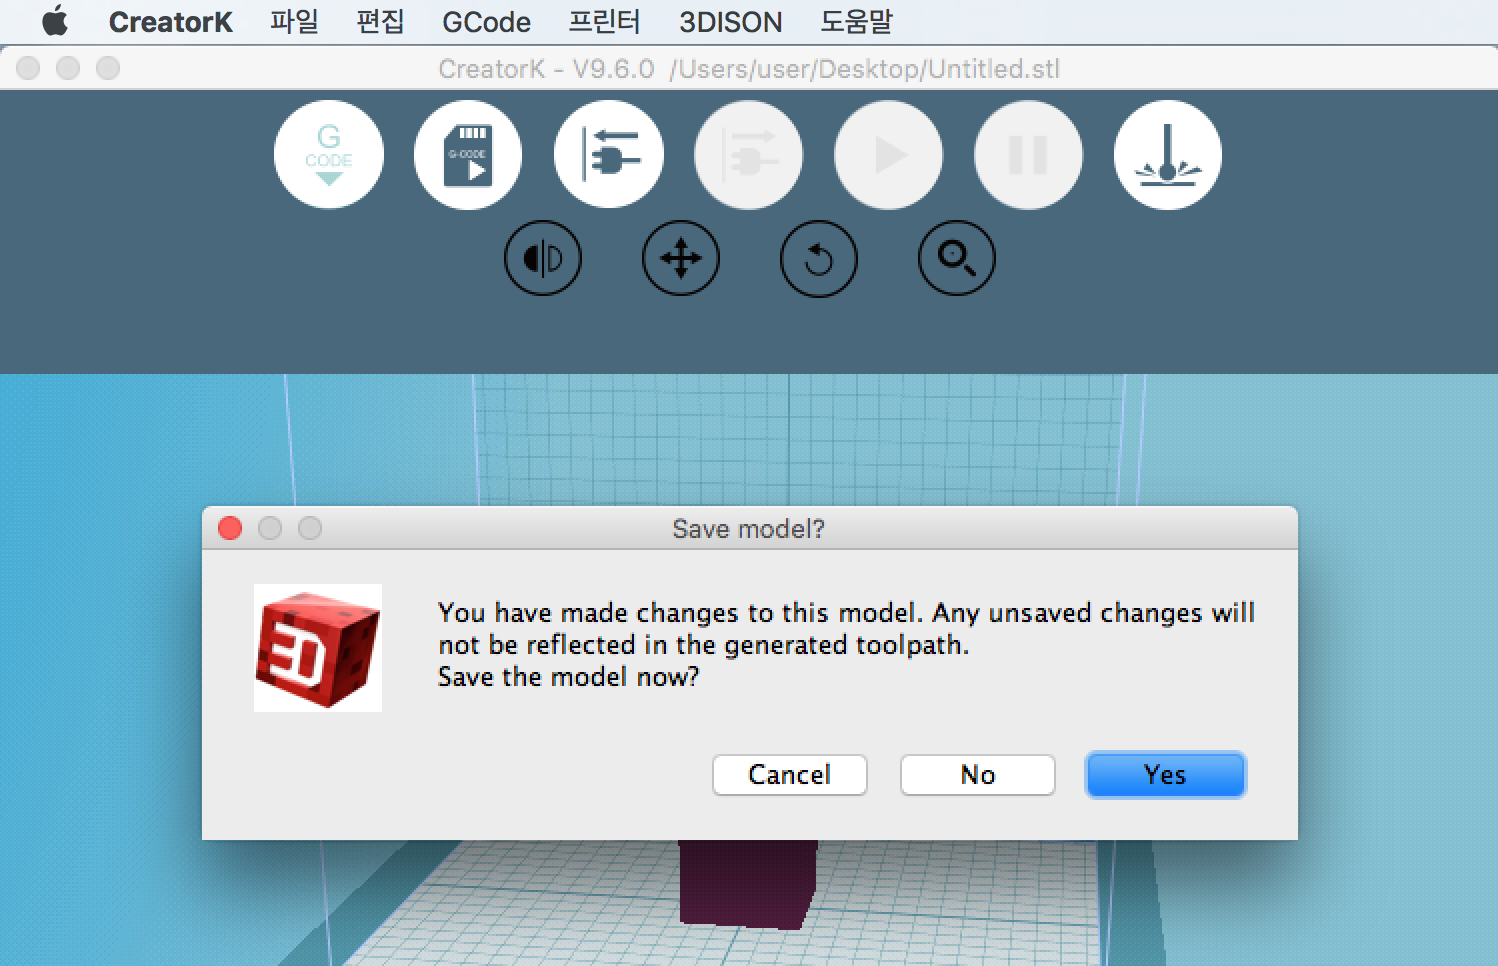 CreatorK 파일 편집 GCode 프린터 3DISON 도움말
CreatorK - V9.6.0 /Users/user/Desktop/Untitled.stl
G
CODE
G-CODE
Save model?
3D
You have made changes to this model. Any unsaved changes will
not be reflected in the generated toolpath.
Save the model now?
Cancel No Yes